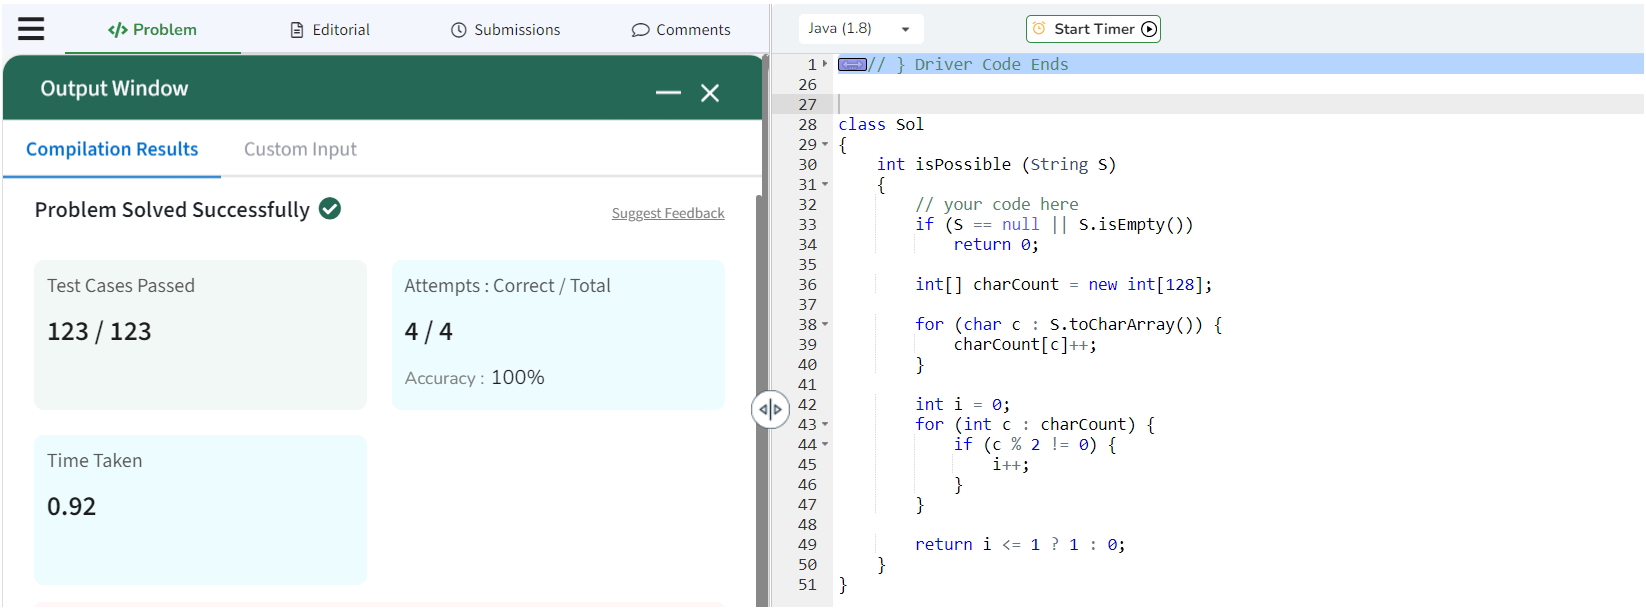 </> Problem
Editorial
Submissions
Comments
Output Window
Compilation Results
Custom Input
Problem Solved Successfully
Suggest Feedback
Test Cases Passed
123 / 123
Attempts : Correct / Total
4 / 4
Accuracy : 100%
Time Taken
0.92
Java (1.8)
Start Timer
1 // } Driver Code Ends
26
27
28 class Sol
29 {
30     int isPossible (String S)
31     {
32         // your code here
33         if (S == null || S.isEmpty())
34             return 0;
35
36         int[] charCount = new int[128];
37
38         for (char c : S.toCharArray()) {
39             charCount[c]++;
40         }
41
42         int i = 0;
43         for (int c : charCount) {
44             if (c % 2 != 0) {
45                 i++;
46             }
47         }
48
49         return i <= 1 ? 1 : 0;
50     }
51 }